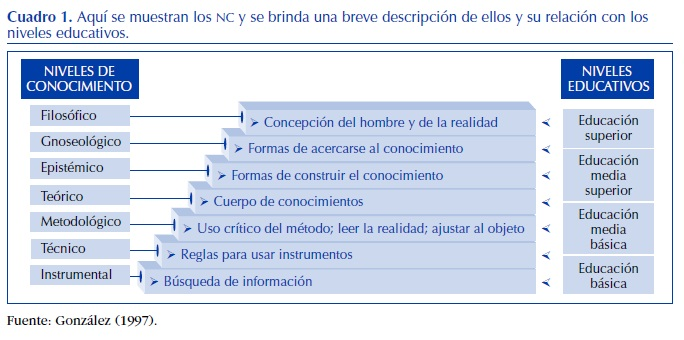 Cuadro 1. Aquí se muestran los NC y se brinda una breve descripción de ellos y su relación con los
niveles educativos.
NIVELES DE
CONOCIMIENTO
NIVELES
EDUCATIVOS
Filosófico
Concepción del hombre y de la realidad
Gnoseológico
Formas de acercarse al conocimiento
Epistémico
Formas de construir el conocimiento
Teórico
Cuerpo de conocimientos
Metodológico
Uso crítico del método; leer la realidad; ajustar al objeto
Técnico
Reglas para usar instrumentos
Instrumental
Búsqueda de información
Educación
superior
Educación
media
superior
Educación
media
básica
Educación
básica
Fuente: González (1997).